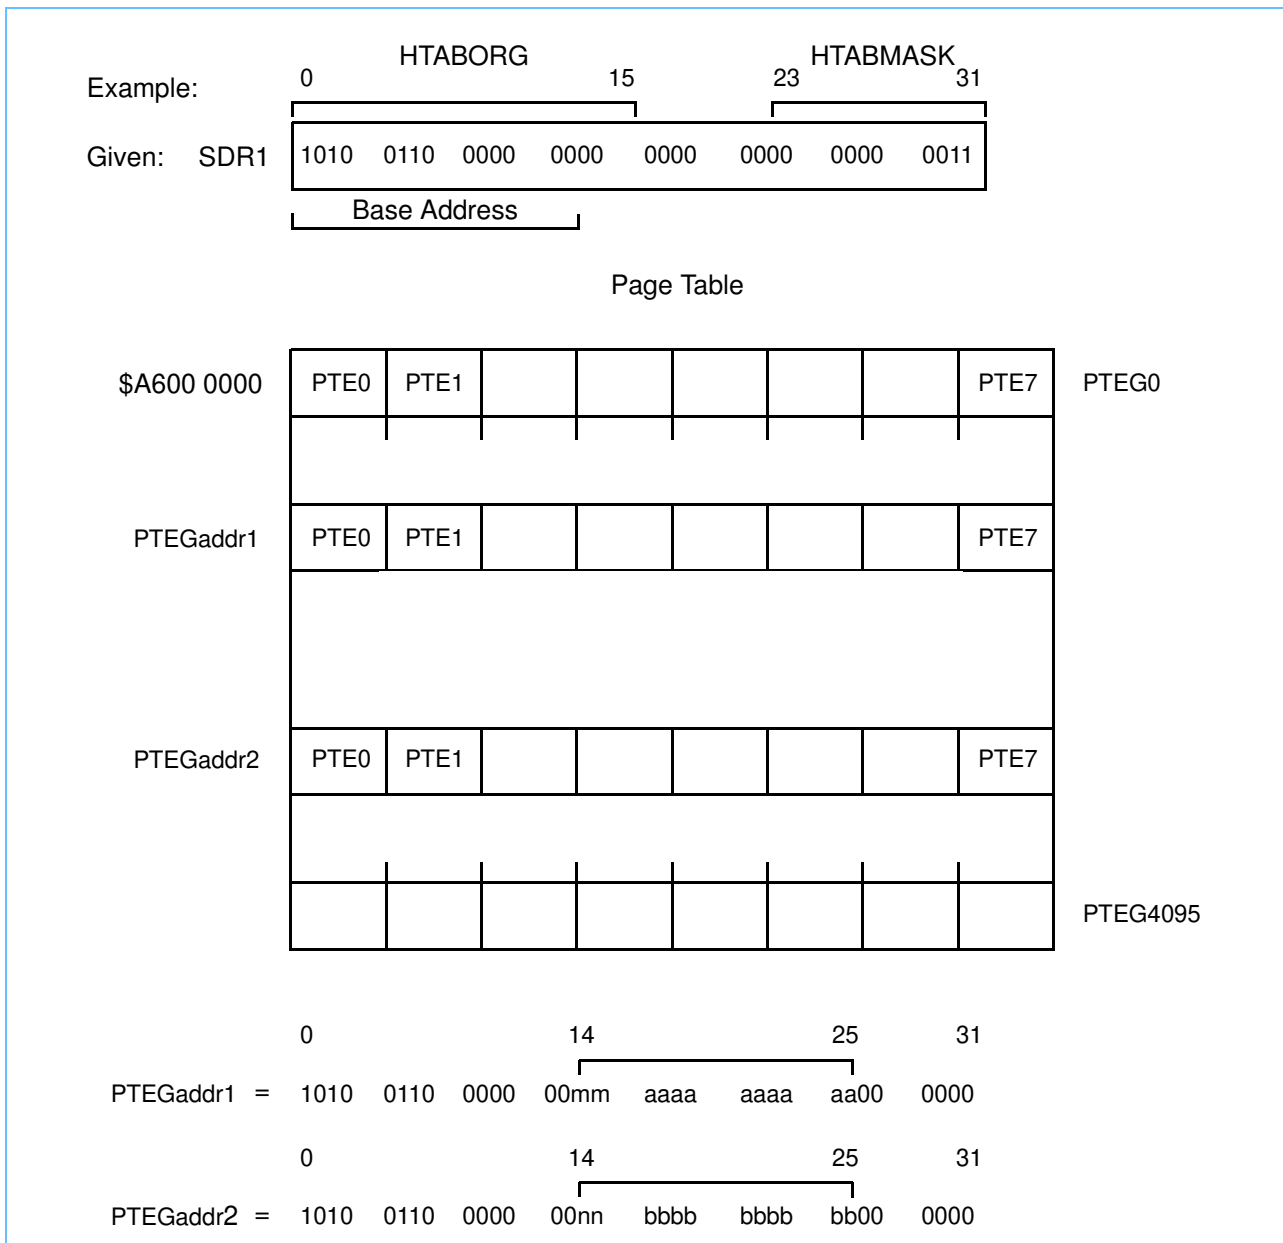 HTABORG HTABMASK
Example: 0 15 23 31
Given: SDR1 1010 0110 0000 0000 0000 0000 0000 0011
Base Address
Page Table
$A600 0000 PTE0 PTE1 PTE7 PTEG0
PTEGaddr1 PTE0 PTE1 PTE7
PTEGaddr2 PTE0 PTE1 PTE7
PTEG4095
0 14 25 31
PTEGaddr1 = 1010 0110 0000 00mm aaaa aaaa aa00 0000
0 14 25 31
PTEGaddr2 = 1010 0110 0000 00nn bbbb bbbb bb00 0000